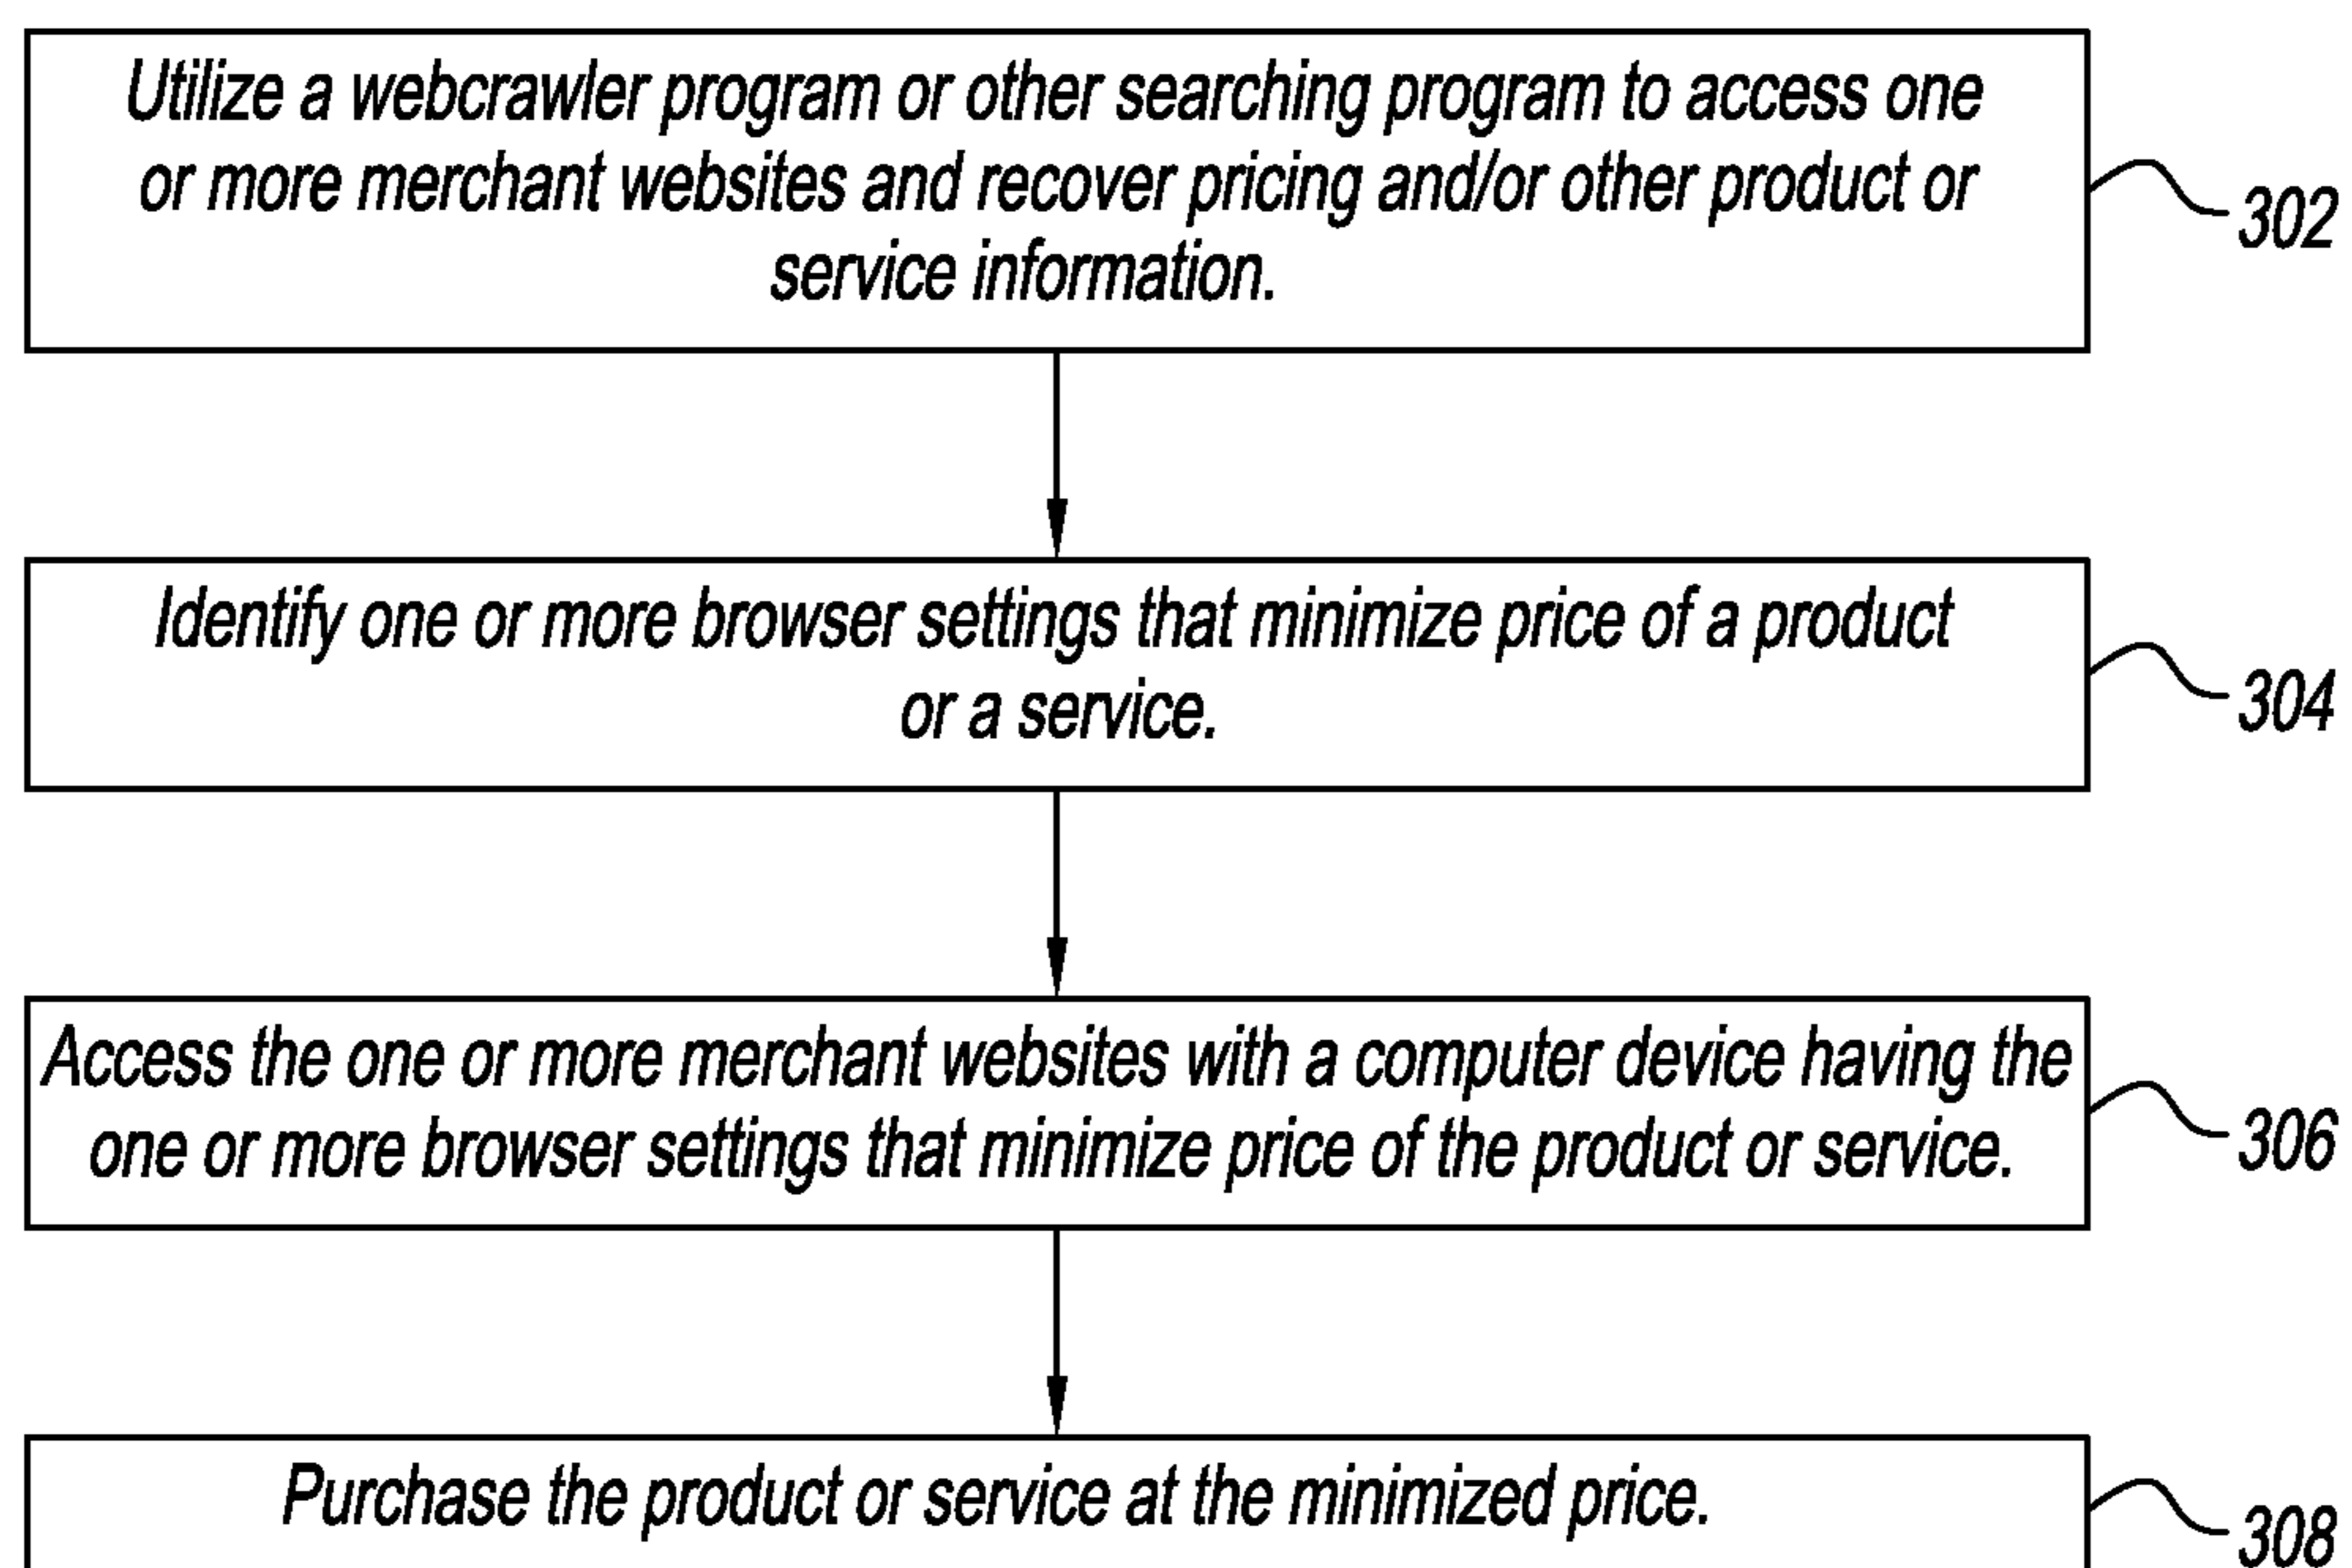 Utilize a webcrawler program or other searching program to access one
or more merchant websites and recover pricing and/or other product or
service information.
302
Identify one or more browser settings that minimize price of a product
or a service.
304
Access the one or more merchant websites with a computer device having the
one or more browser settings that minimize price of the product or service.
306
Purchase the product or service at the minimized price.
308